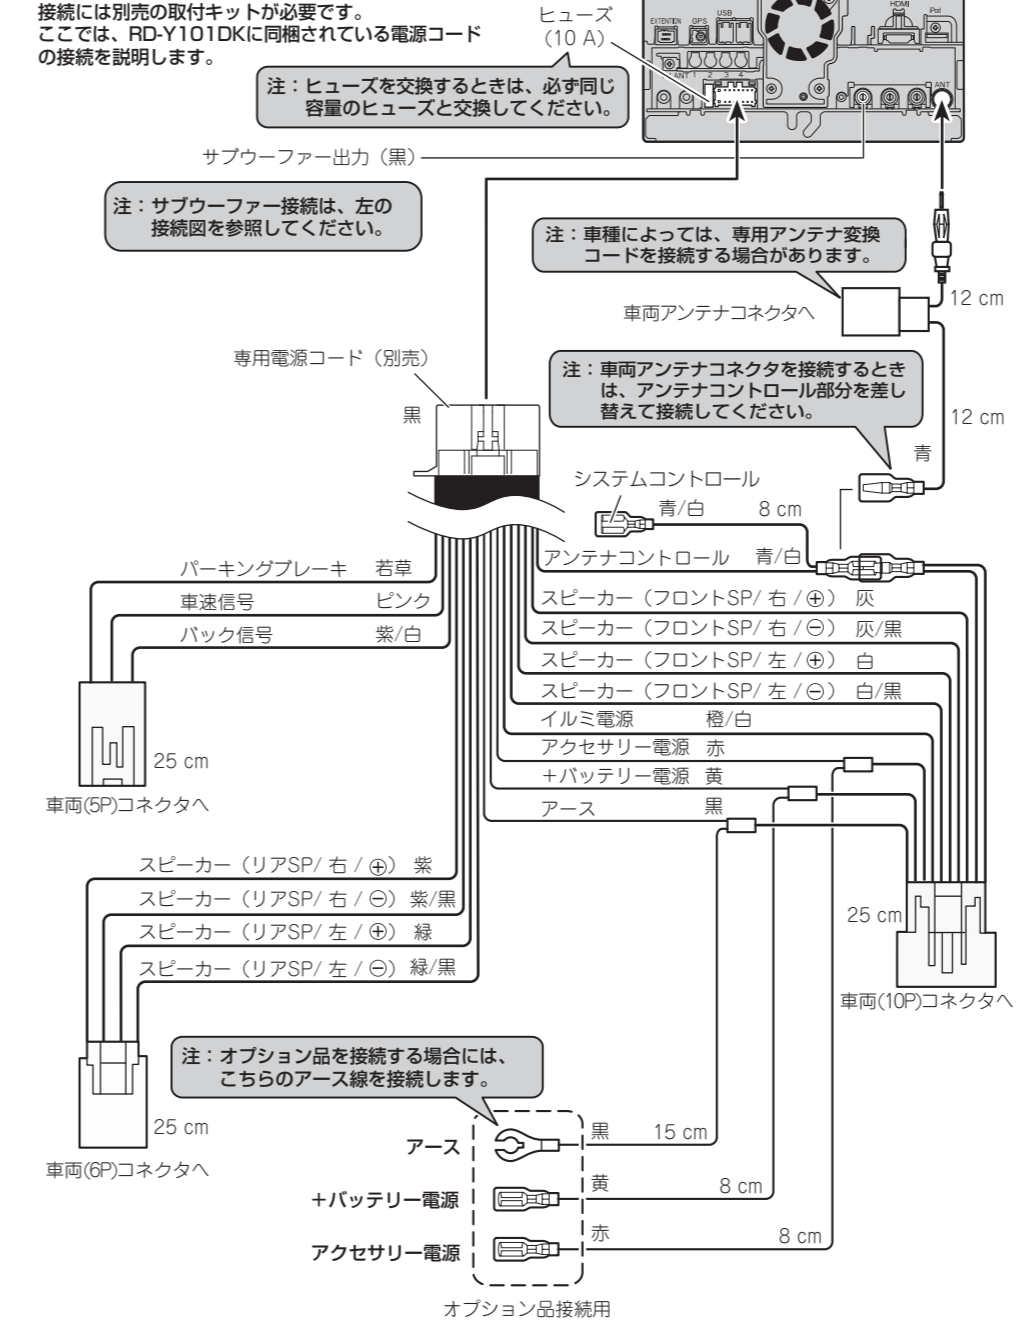 接続には別売の取付キットが必要です。
ここでは、RD-Y101DKに同梱されている電源コード
の接続を説明します。
ヒューズ
（10 A）
EXTENTION
GPS
USB
HDMI
iPod
ANT 1 2 3 4
ANT
注：ヒューズを交換するときは、必ず同じ
容量のヒューズと交換してください。
サブウーファー出力（黒）
注：サブウーファー接続は、左の
接続図を参照してください。
注：車種によっては、専用アンテナ変換
コードを接続する場合があります。
12 cm
車両アンテナコネクタへ
専用電源コード（別売）
注：車両アンテナコネクタを接続するとき
は、アンテナコントロール部分を差し
替えて接続してください。
黒
12 cm
青
システムコントロール
青/白
8 cm
アンテナコントロール 青/白
パーキングブレーキ 若草
車速信号 ピンク
バック信号 紫/白
スピーカー（フロントSP/ 右 /⊕） 灰
スピーカー（フロントSP/ 右 /⊖） 灰/黒
スピーカー（フロントSP/ 左 /⊕） 白
スピーカー（フロントSP/ 左 /⊖） 白/黒
イルミ電源 橙/白
アクセサリー電源 赤
＋バッテリー電源 黄
アース 黒
25 cm
車両(5P)コネクタへ
スピーカー（リアSP/ 右 / ⊕） 紫
スピーカー（リアSP/ 右 / ⊖） 紫/黒
スピーカー（リアSP/ 左 / ⊕） 緑
スピーカー（リアSP/ 左 / ⊖） 緑/黒
25 cm
車両(10P)コネクタへ
注：オプション品を接続する場合には、
こちらのアース線を接続します。
25 cm
車両(6P)コネクタへ
アース
黒
15 cm
＋バッテリー電源
黄
8 cm
アクセサリー電源
赤
8 cm
オプション品接続用